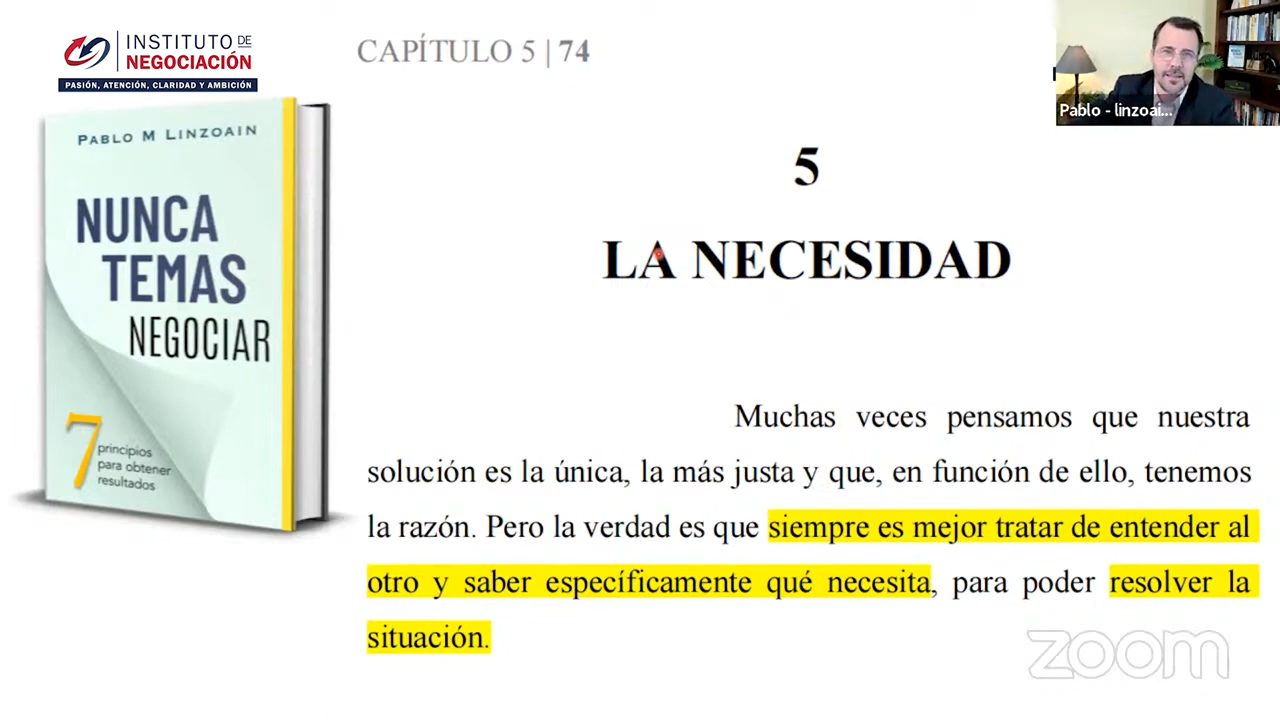 INSTITUTO DE
NEGOCIACIÓN
PASIÓN, ATENCIÓN, CLARIDAD Y AMBICIÓN
CAPÍTULO 5 | 74
Pablo - linzoai...
PABLO M LINZOAIN
NUNCA
TEMAS
NEGOCIAR
7
principios
para obtener
resultados
5
LA NECESIDAD
Muchas veces pensamos que nuestra
solución es la única, la más justa y que, en función de ello, tenemos
la razón. Pero la verdad es que siempre es mejor tratar de entender al
otro y saber específicamente qué necesita, para poder resolver la
situación.
zoom